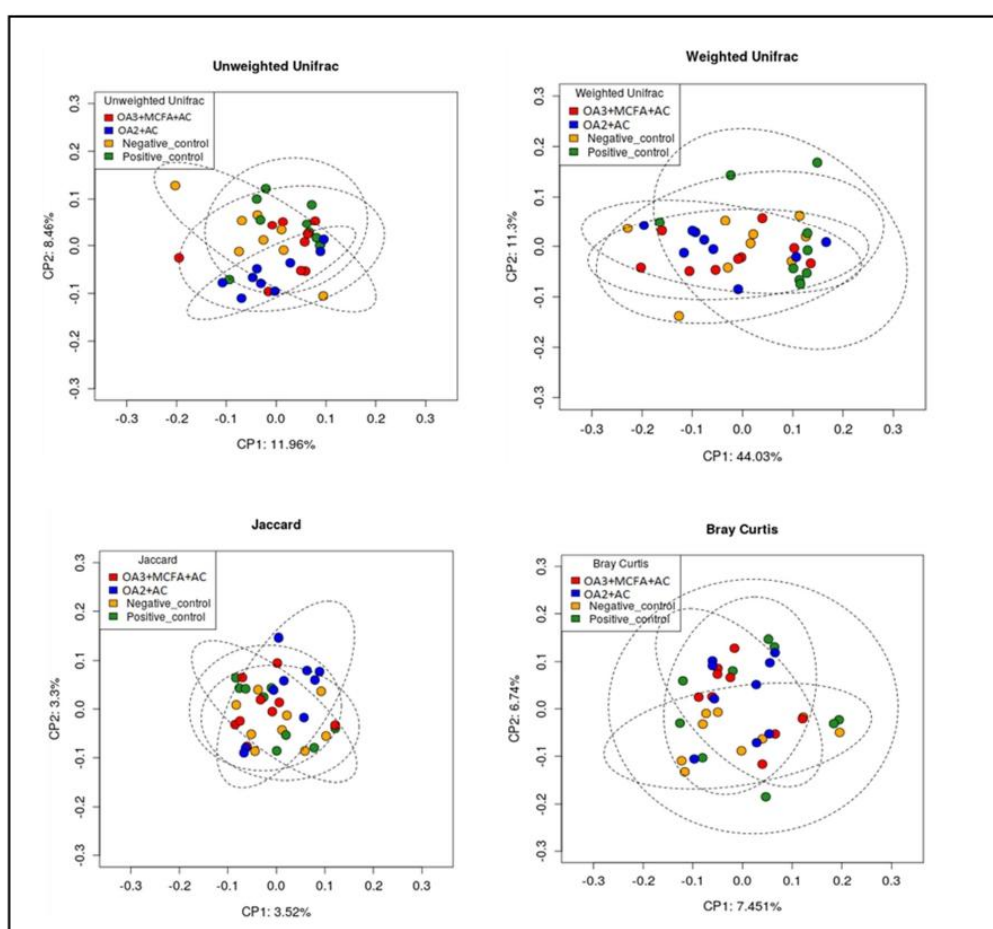 Unweighted Unifrac
Unweighted Unifrac
OA3+MCFA+AC
OA2+AC
Negative_control
Positive_control
0.3
0.2
0.1
0.0
-0.1
-0.2
-0.3
CP2: 8.46%
-0.3 -0.2 -0.1 0.0 0.1 0.2 0.3
CP1: 11.96%
Weighted Unifrac
Weighted Unifrac
OA3+MCFA+AC
OA2+AC
Negative_control
Positive_control
0.3
0.2
0.1
0.0
-0.1
-0.2
-0.3
CP2: 11.3%
-0.3 -0.2 -0.1 0.0 0.1 0.2 0.3
CP1: 44.03%
Jaccard
Jaccard
OA3+MCFA+AC
OA2+AC
Negative_control
Positive_control
0.3
0.2
0.1
0.0
-0.1
-0.2
-0.3
CP2: 3.3%
-0.3 -0.2 -0.1 0.0 0.1 0.2 0.3
CP1: 3.52%
Bray Curtis
Bray Curtis
OA3+MCFA+AC
OA2+AC
Negative_control
Positive_control
0.3
0.2
0.1
0.0
-0.1
-0.2
-0.3
CP2: 6.74%
-0.3 -0.2 -0.1 0.0 0.1 0.2 0.3
CP1: 7.451%